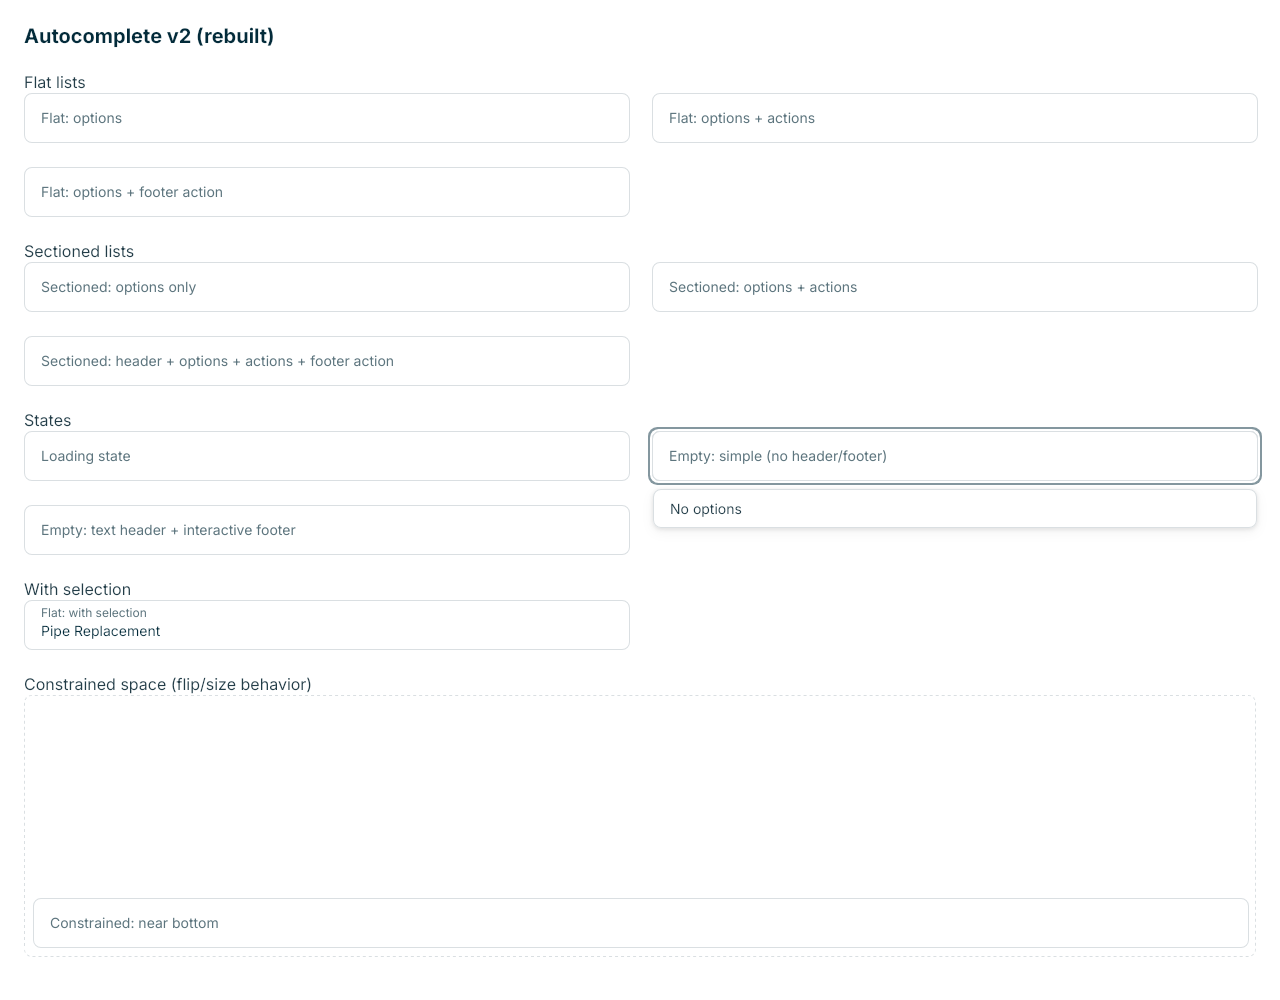 Autocomplete v2 (rebuilt)
Flat lists
Flat: options
Flat: options + actions
Flat: options + footer action
Sectioned lists
Sectioned: options only
Sectioned: options + actions
Sectioned: header + options + actions + footer action
States
Loading state
Empty: simple (no header/footer)
No options
Empty: text header + interactive footer
With selection
Flat: with selection
Pipe Replacement
Constrained space (flip/size behavior)
Constrained: near bottom